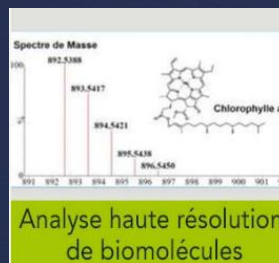 Spectre de Masse
892.5388
100
893.5417
Chlorophylle a
%
894.5421
895.5438
896.5450
0
891 892 893 894 895 896 897 898 899 900 901
Analyse haute résolution
de biomolécules